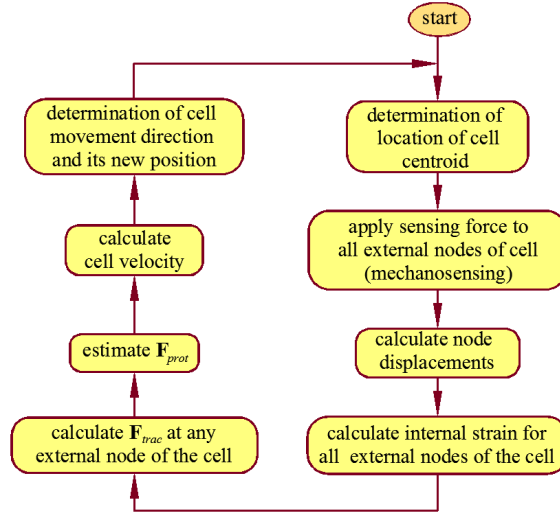 start
determination of
location of cell
centroid
apply sensing force to
all external nodes of cell
(mechanosensing)
calculate node
displacements
calculate internal strain for
all external nodes of the cell
calculate F_trac at any
external node of the cell
estimate F_prot
calculate
cell velocity
determination of cell
movement direction
and its new position